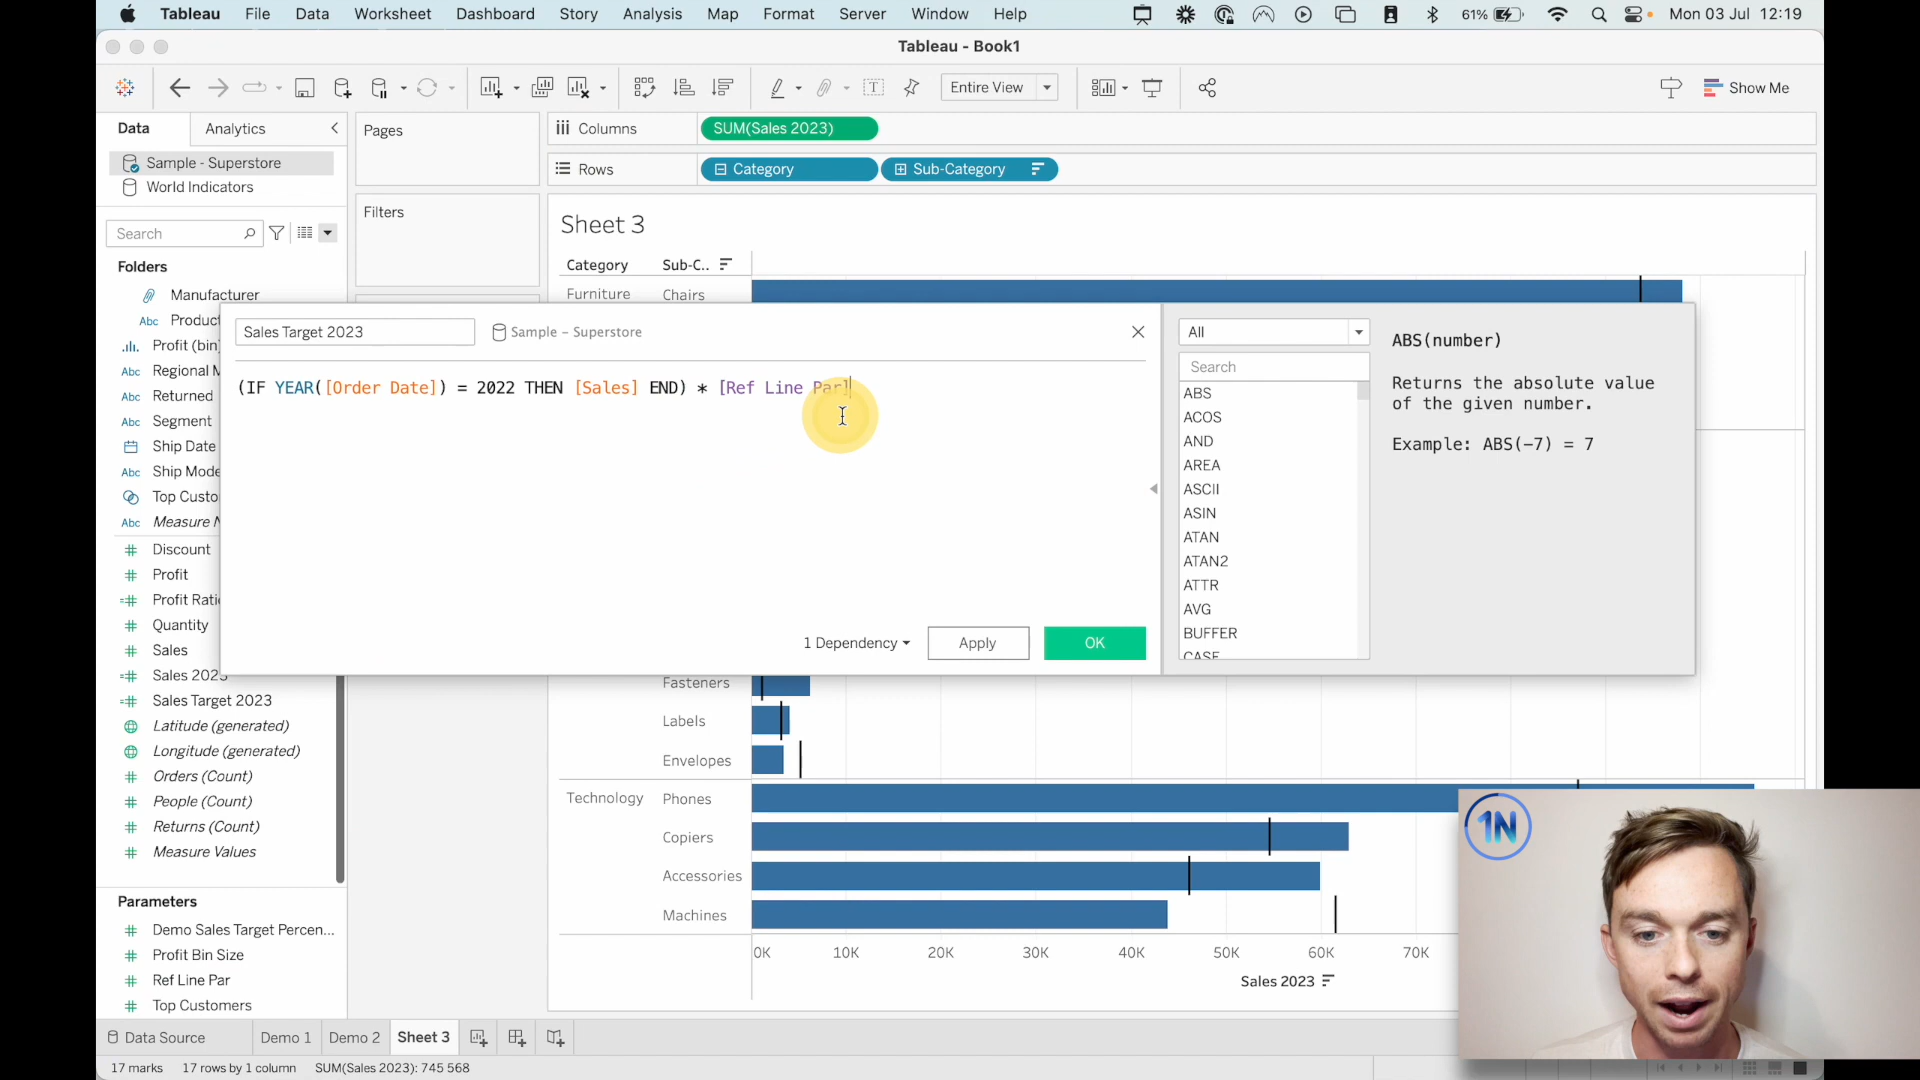 Tableau File Data Worksheet Dashboard Story Analysis Map Format Server Window Help 61% Mon 03 Jul 12:19
Tableau - Book1
Entire View Show Me
Data Analytics
Sample - Superstore
World Indicators
Search
Folders
Manufacturer
Abc Product
Profit (bin)
Abc Regional M
Abc Returned
Abc Segment
Ship Date
Abc Ship Mode
Top Custo
Abc Measure N
Discount
Profit
Profit Rati
Quantity
Sales
Sales 2023
Sales Target 2023
Latitude (generated)
Longitude (generated)
Orders (Count)
People (Count)
Returns (Count)
Measure Values
Parameters
Demo Sales Target Percen...
Profit Bin Size
Ref Line Par
Top Customers
Pages
Filters
Columns SUM(Sales 2023)
Rows Category Sub-Category
Sheet 3
Category Sub-C..
Furniture Chairs
Sales Target 2023 Sample – Superstore
(IF YEAR([Order Date]) = 2022 THEN [Sales] END) * [Ref Line Par]
1 Dependency Apply OK
All
Search
ABS
ACOS
AND
AREA
ASCII
ASIN
ATAN
ATAN2
ATTR
AVG
BUFFER
CASE
ABS(number)
Returns the absolute value
of the given number.
Example: ABS(-7) = 7
Fasteners
Labels
Envelopes
Technology Phones
Copiers
Accessories
Machines
0K 10K 20K 30K 40K 50K 60K 70K
Sales 2023
1N
Data Source Demo 1 Demo 2 Sheet 3
17 marks 17 rows by 1 column SUM(Sales 2023): 745 568